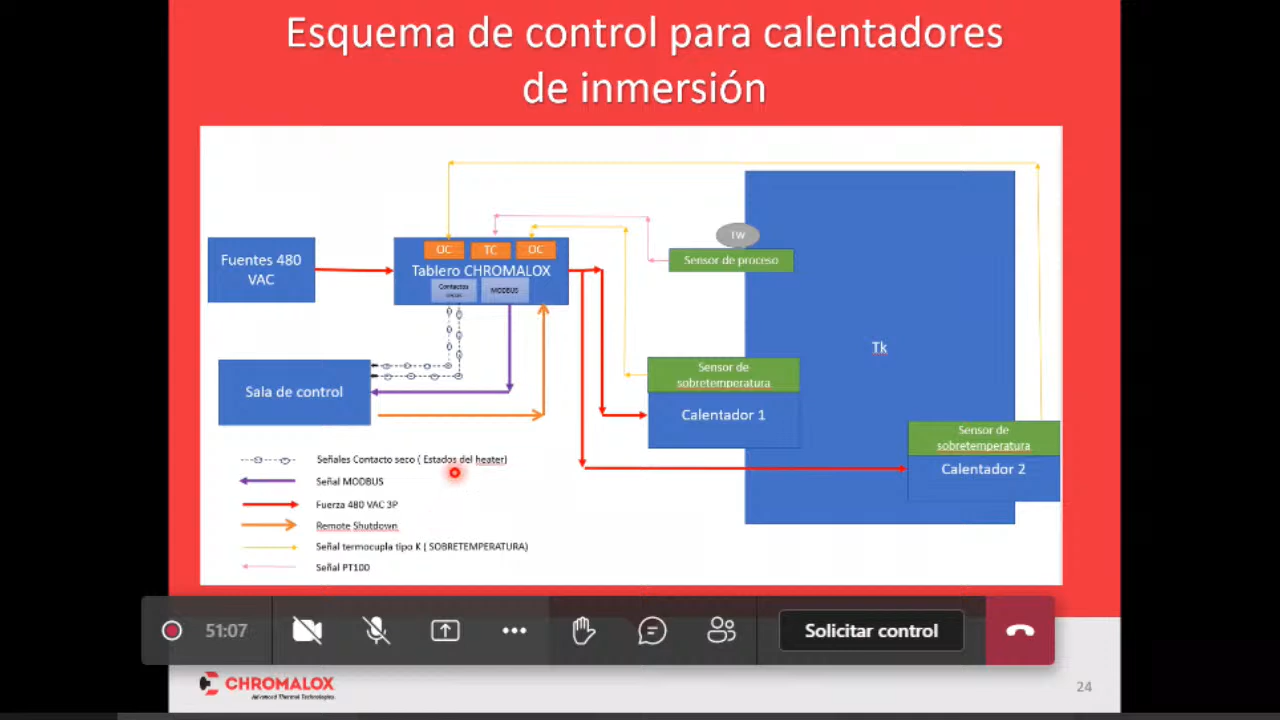 Esquema de control para calentadores
de inmersión
Fuentes 480
VAC
OC
TC
OC
Tablero CHROMALOX
Contactos
secos
MODBUS
TW
Sensor de proceso
Tk
Sala de control
Sensor de
sobretemperatura
Calentador 1
Sensor de
sobretemperatura
Calentador 2
Señales Contacto seco ( Estados del heater)
Señal MODBUS
Fuerza 480 VAC 3P
Remote Shutdown
Señal termocupla tipo K ( SOBRETEMPERATURA)
Señal PT100
51:07
Solicitar control
CHROMALOX
Advanced Thermal Technologies
24